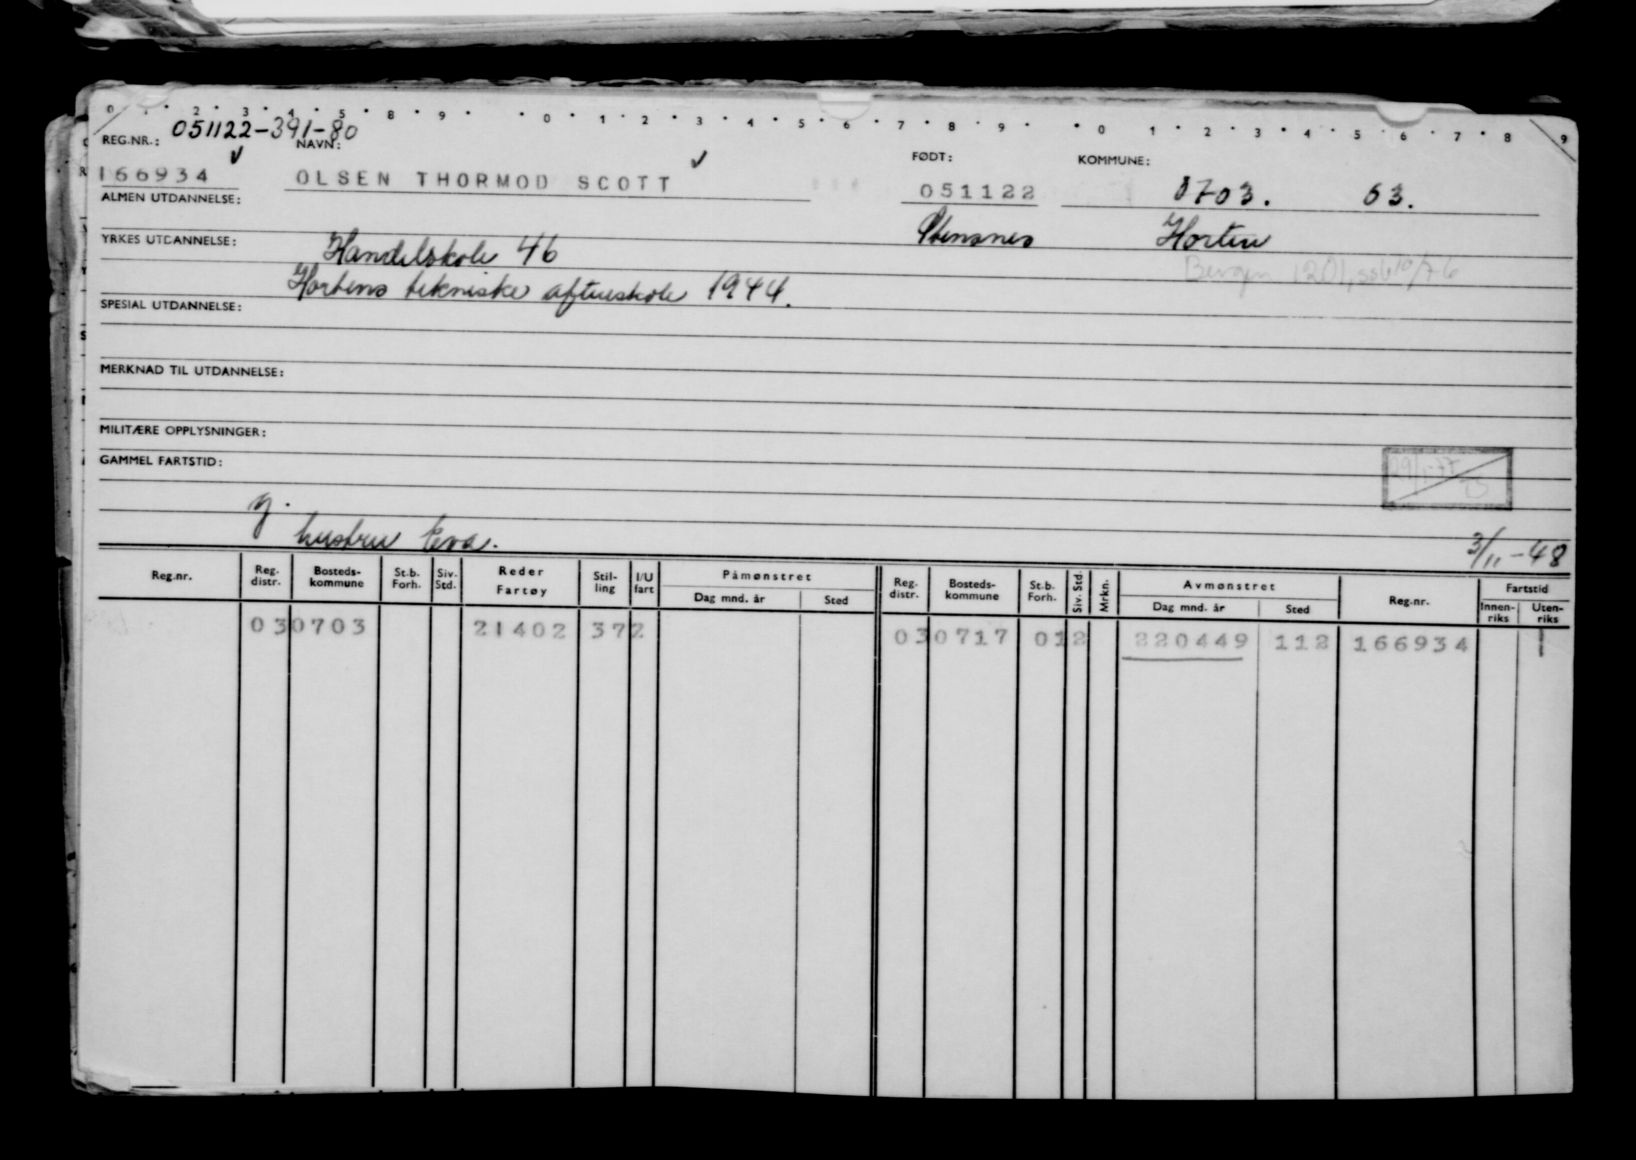 0 1 · 2 · 3 · 4 · 5 · 8 · 9 · · 0 · 1 · 2 · 3 · 4 · 5 · 6 · 7 · 8 · 9 · · 0 1 · 2 · 3 · 4 · 5 · 6 · 7 · 8 9
REG.NR.: 051122-391-80 NAVN: FØDT: KOMMUNE:
166934 OLSEN THORMOD SCOTT 051122 0703. 63.
ALMEN UTDANNELSE: Horten
YRKES UTDANNELSE: Handelskole 46
Hortens tekniske aftenskole 1944.
Bergen 1201,
SPESIAL UTDANNELSE:
MERKNAD TIL UTDANNELSE:
MILITÆRE OPPLYSNINGER:
GAMMEL FARTSTID:
g.
hustru Eva. 3/11-48
Reg.nr. Reg. distr. Bosteds- kommune St.b. Forh. Siv. Std. Reder Fartøy Stil- ling I/U fart Påmønstret Dag mnd. år Sted Reg. distr. Bosteds- kommune St.b. Forh. Siv. Std. Mrkn. Avmønstret Dag mnd. år Sted Reg.nr. Fartstid Innen- riks Uten- riks
030703 21402 372 030717 012 220449 112 166934 1